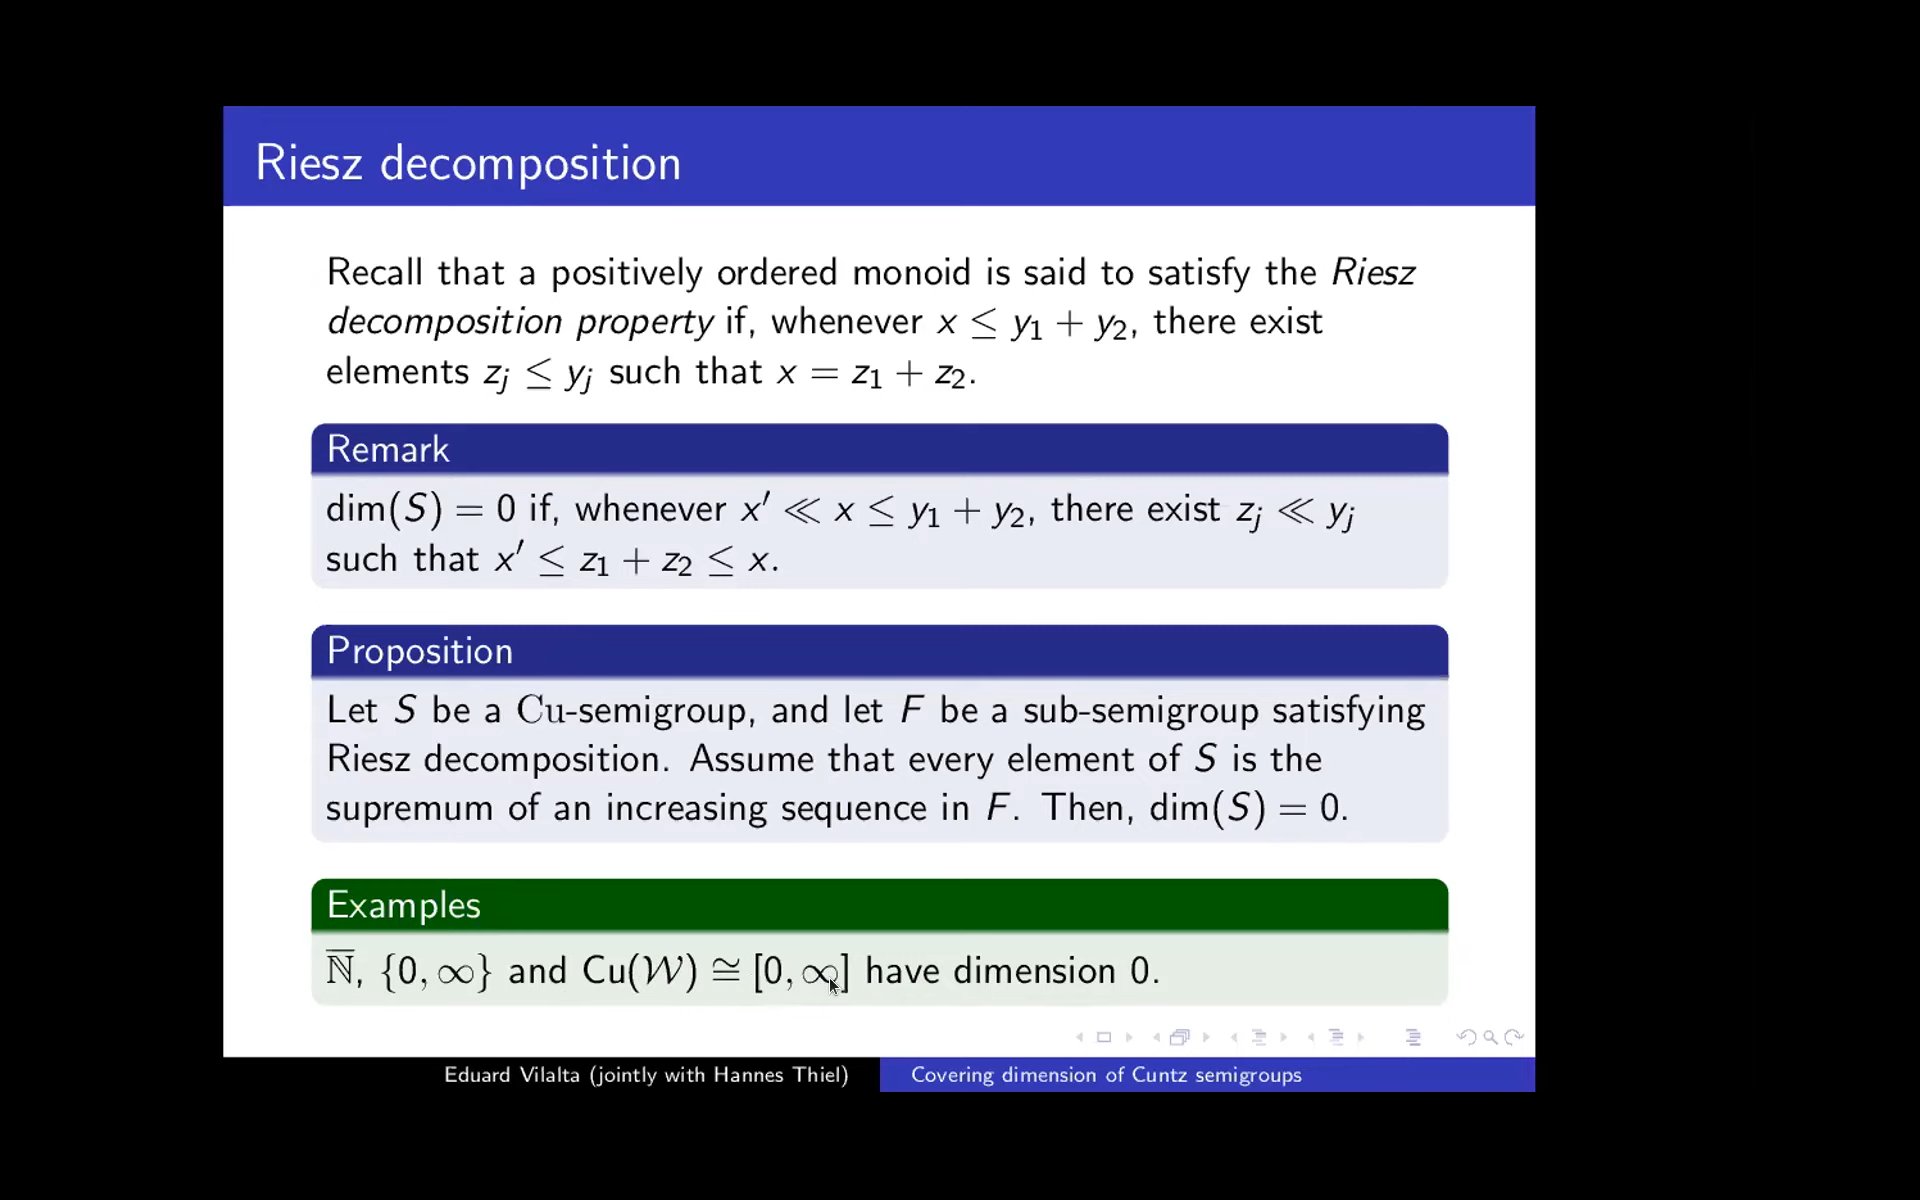 Riesz decomposition
Recall that a positively ordered monoid is said to satisfy the Riesz
decomposition property if, whenever x ≤ y₁ + y₂, there exist
elements zⱼ ≤ yⱼ such that x = z₁ + z₂.
Remark
dim(S) = 0 if, whenever x′ ≪ x ≤ y₁ + y₂, there exist zⱼ ≪ yⱼ
such that x′ ≤ z₁ + z₂ ≤ x.
Proposition
Let S be a Cu-semigroup, and let F be a sub-semigroup satisfying
Riesz decomposition. Assume that every element of S is the
supremum of an increasing sequence in F. Then, dim(S) = 0.
Examples
N̅, {0, ∞} and Cu(𝒲) ≅ [0, ∞] have dimension 0.
Eduard Vilalta (jointly with Hannes Thiel)
Covering dimension of Cuntz semigroups